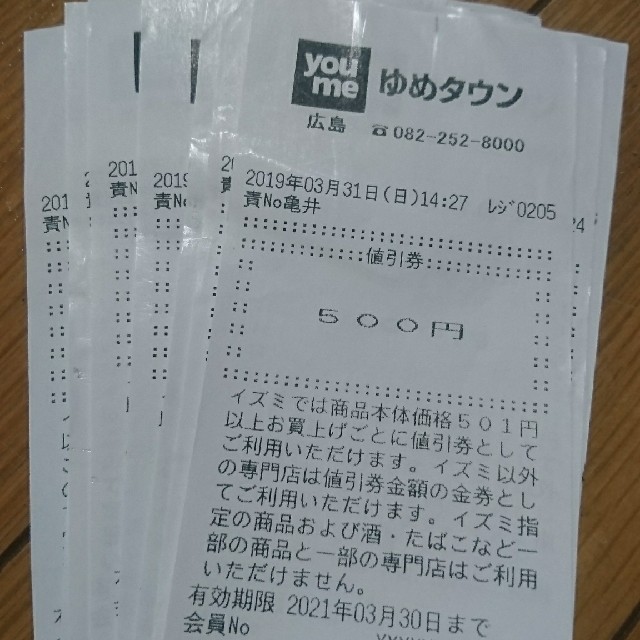 you me ゆめタウン
広島 ☎082-252-8000
2019年03月31日(日)14:27 ﾚｼﾞ0205
責No亀井
値引券
５００円
イズミでは商品本体価格５０１円
以上お買上げごとに値引券として
ご利用いただけます。イズミ以外
の専門店は値引券金額の金券とし
てご利用いただけます。イズミ指
定の商品および酒・たばこなど一
部の商品と一部の専門店はご利用
いただけません。
有効期限 2021年03月30日まで
会員No
201
責N
201
2019
責No